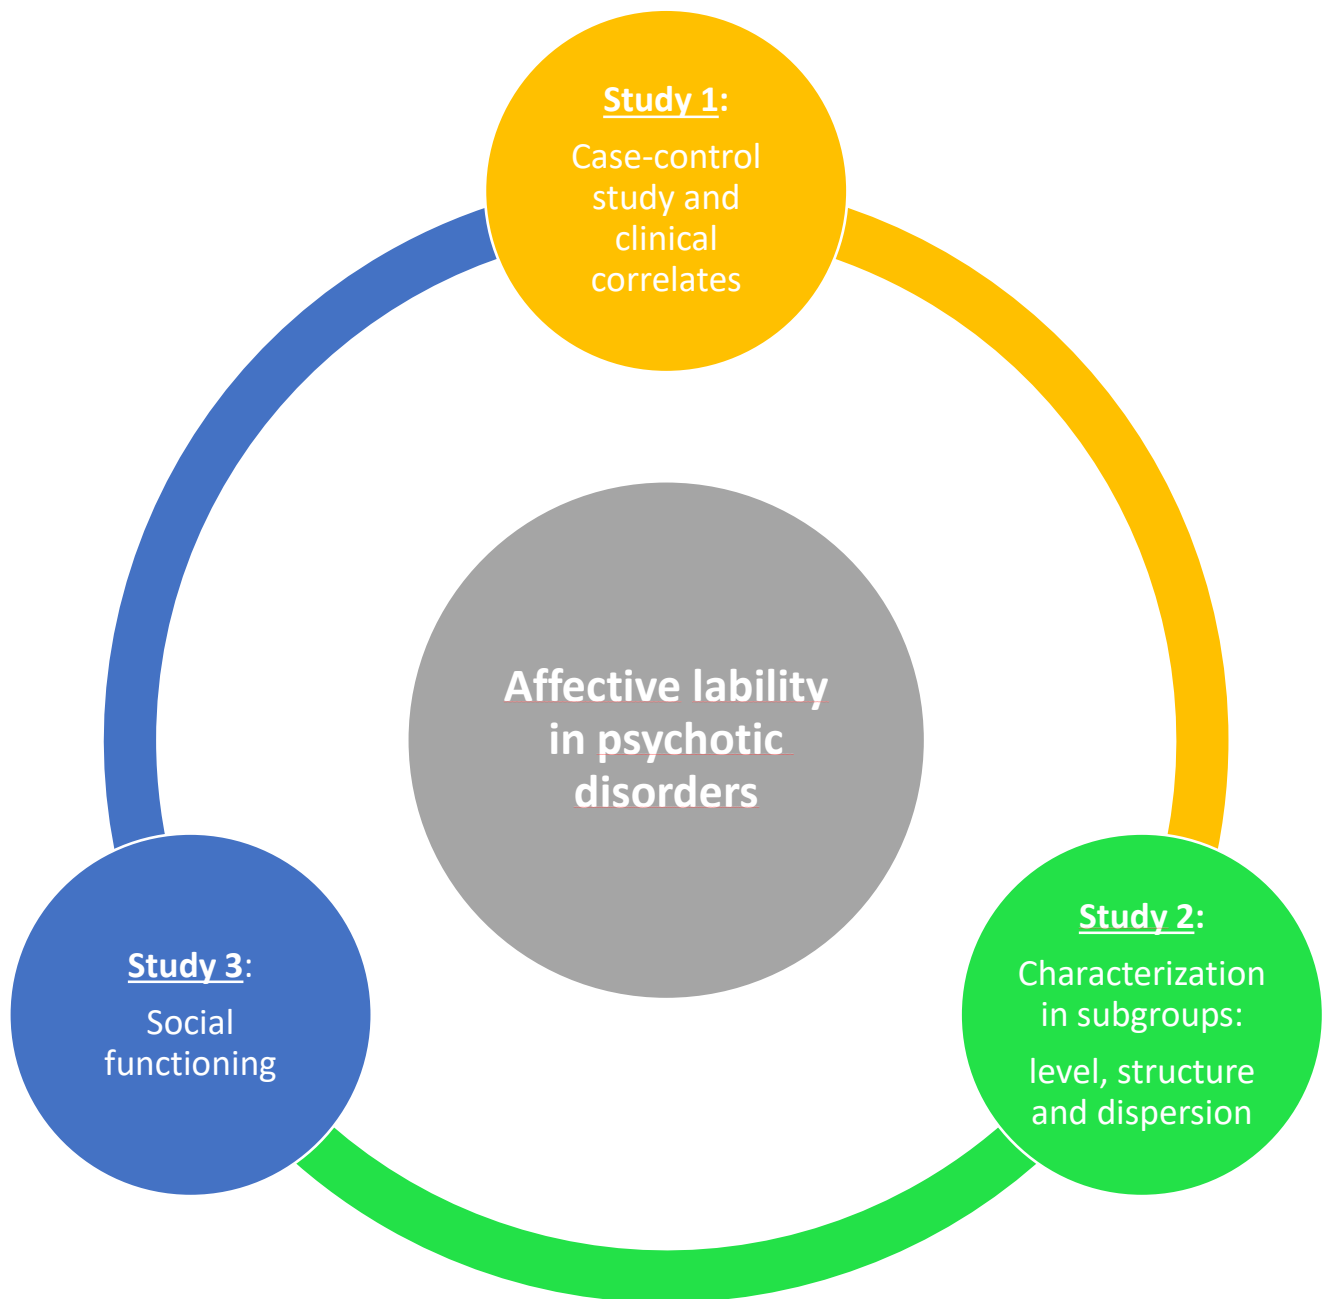 Study 1:
Case-control
study and
clinical
correlates
Affective lability
in psychotic
disorders
Study 2:
Characterization
in subgroups:
level, structure
and dispersion
Study 3:
Social
functioning